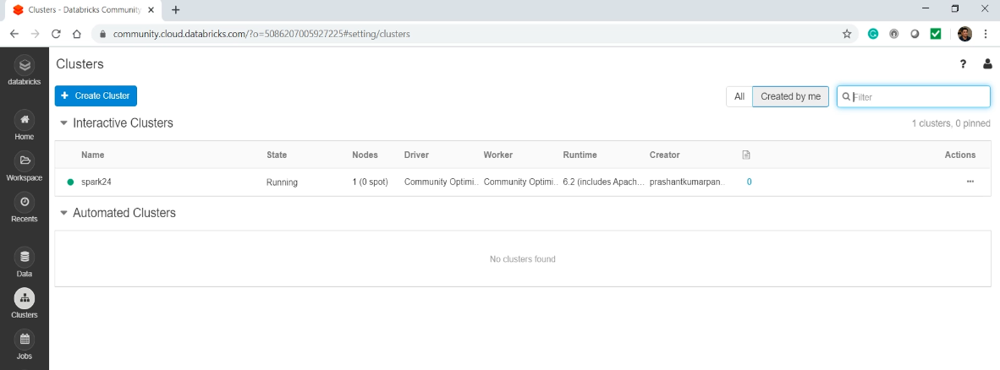 Clusters - Databricks Community
community.cloud.databricks.com/?o=5086207005927225#setting/clusters
databricks
Home
Workspace
Recents
Data
Clusters
Jobs
Clusters
?
+ Create Cluster
All Created by me Filter
Interactive Clusters 1 clusters, 0 pinned
Name State Nodes Driver Worker Runtime Creator Actions
spark24 Running 1 (0 spot) Community Optimi... Community Optimi... 6.2 (includes Apach... prashantkumarpan... 0 ...
Automated Clusters
No clusters found